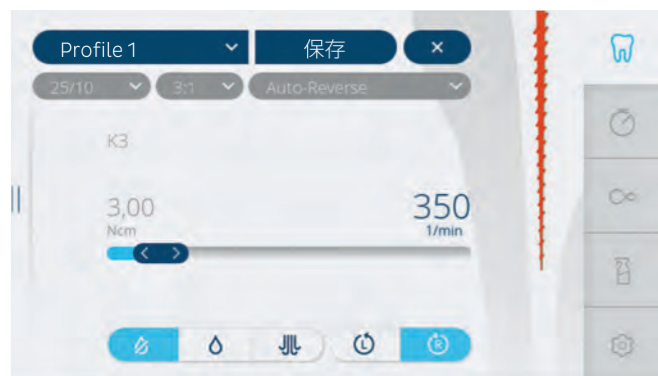 Profile 1 保存 ×
25/10 3:1 Auto-Reverse
K3
3,00 350
Ncm 1/min
L R